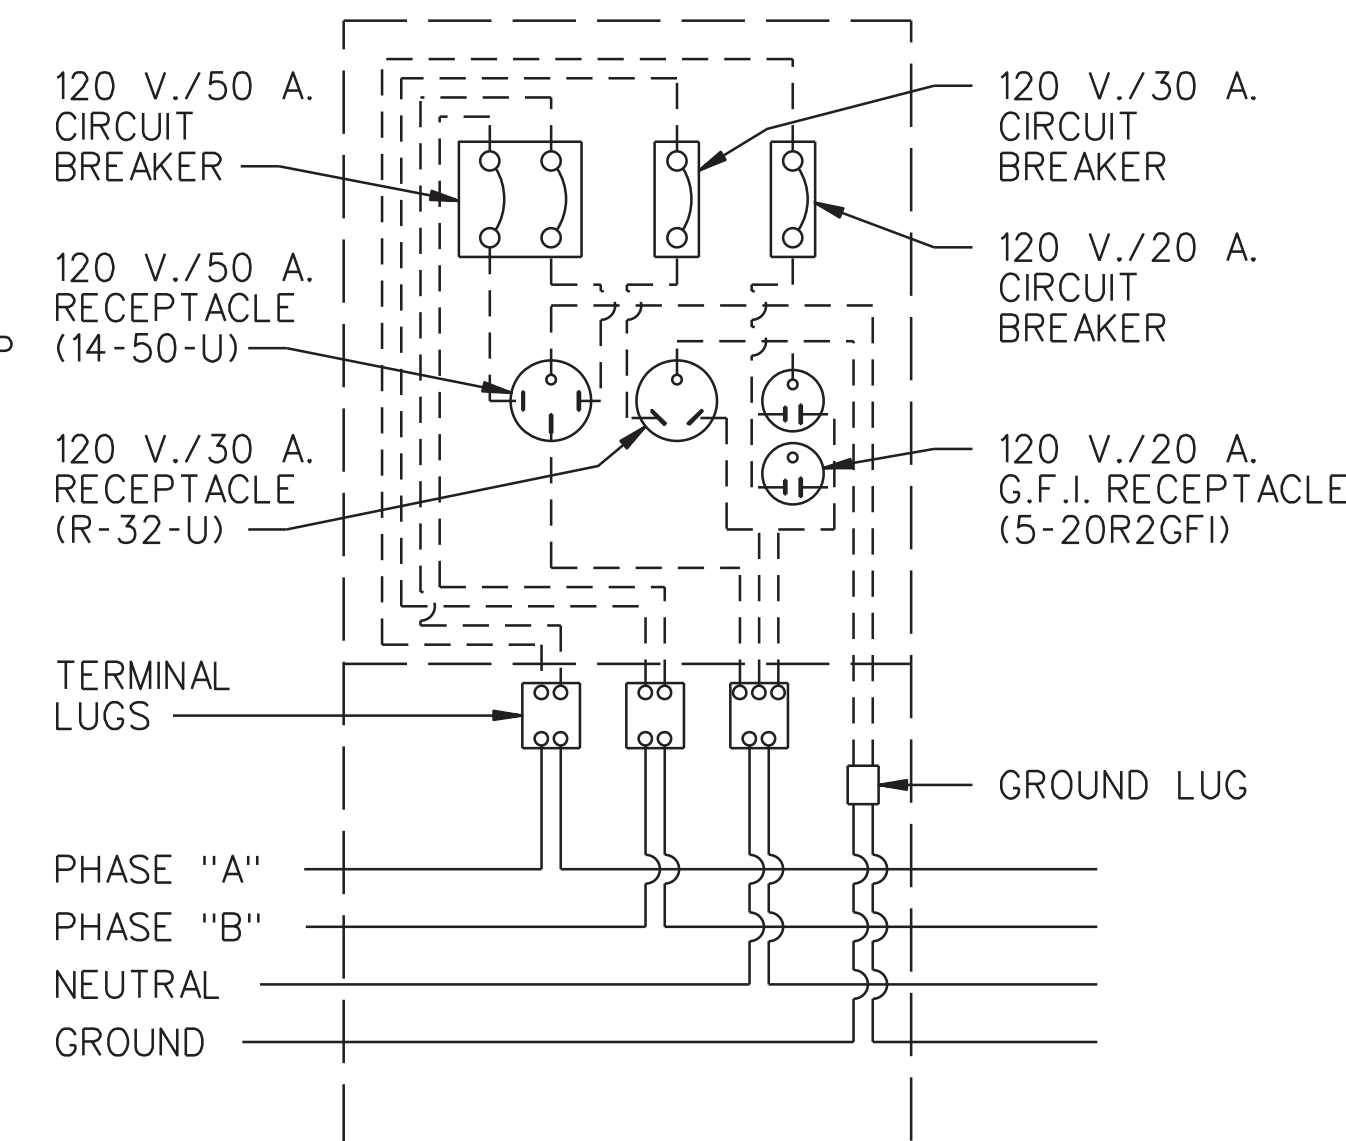 120 V./50 A.
CIRCUIT
BREAKER
120 V./50 A.
RECEPTACLE
(14-50-U)
P
120 V./30 A.
RECEPTACLE
(R-32-U)
TERMINAL
LUGS
PHASE "A"
PHASE "B"
NEUTRAL
GROUND
120 V./30 A.
CIRCUIT
BREAKER
120 V./20 A.
CIRCUIT
BREAKER
120 V./20 A.
G.F.I. RECEPTACLE
(5-20R2GFI)
GROUND LUG